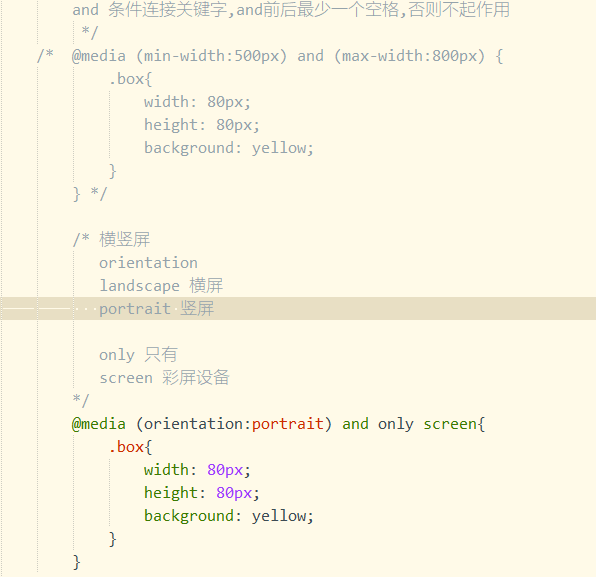 and 条件连接关键字,and前后最少一个空格,否则不起作用
*/
/* @media (min-width:500px) and (max-width:800px) {
.box{
width: 80px;
height: 80px;
background: yellow;
}
} */
/* 横竖屏
orientation
landscape 横屏
portrait 竖屏
only 只有
screen 彩屏设备
*/
@media (orientation:portrait) and only screen{
.box{
width: 80px;
height: 80px;
background: yellow;
}
}